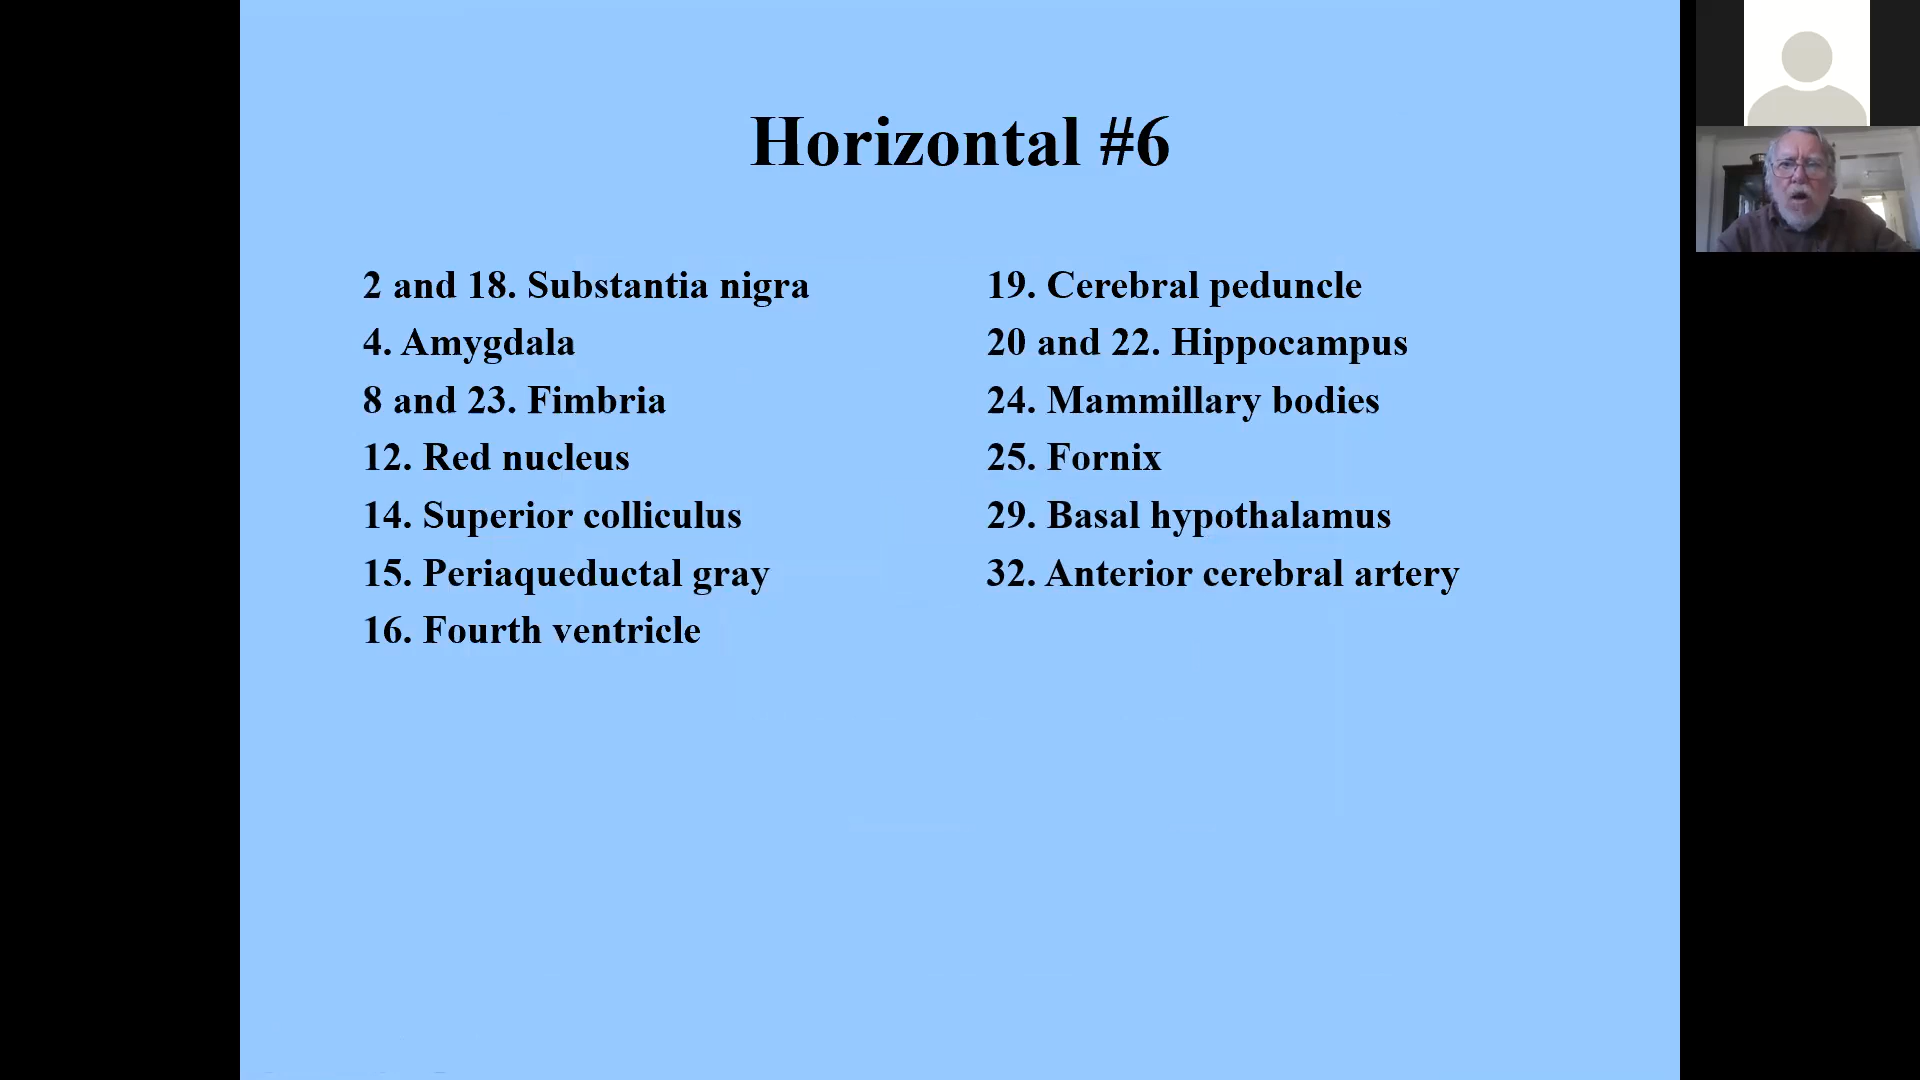 Horizontal #6
2 and 18. Substantia nigra
4. Amygdala
8 and 23. Fimbria
12. Red nucleus
14. Superior colliculus
15. Periaqueductal gray
16. Fourth ventricle
19. Cerebral peduncle
20 and 22. Hippocampus
24. Mammillary bodies
25. Fornix
29. Basal hypothalamus
32. Anterior cerebral artery